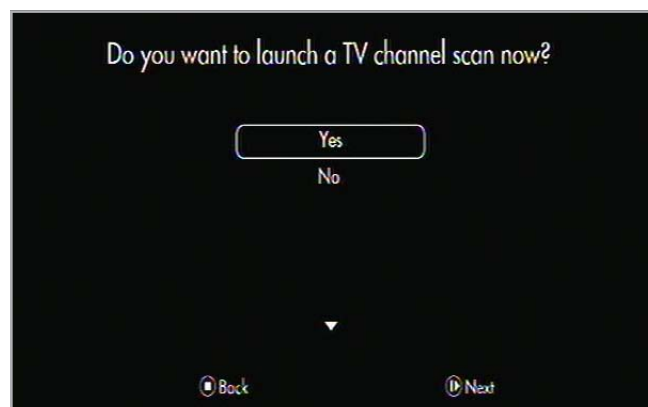 Do you want to launch a TV channel scan now?
Yes
No
Back
Next